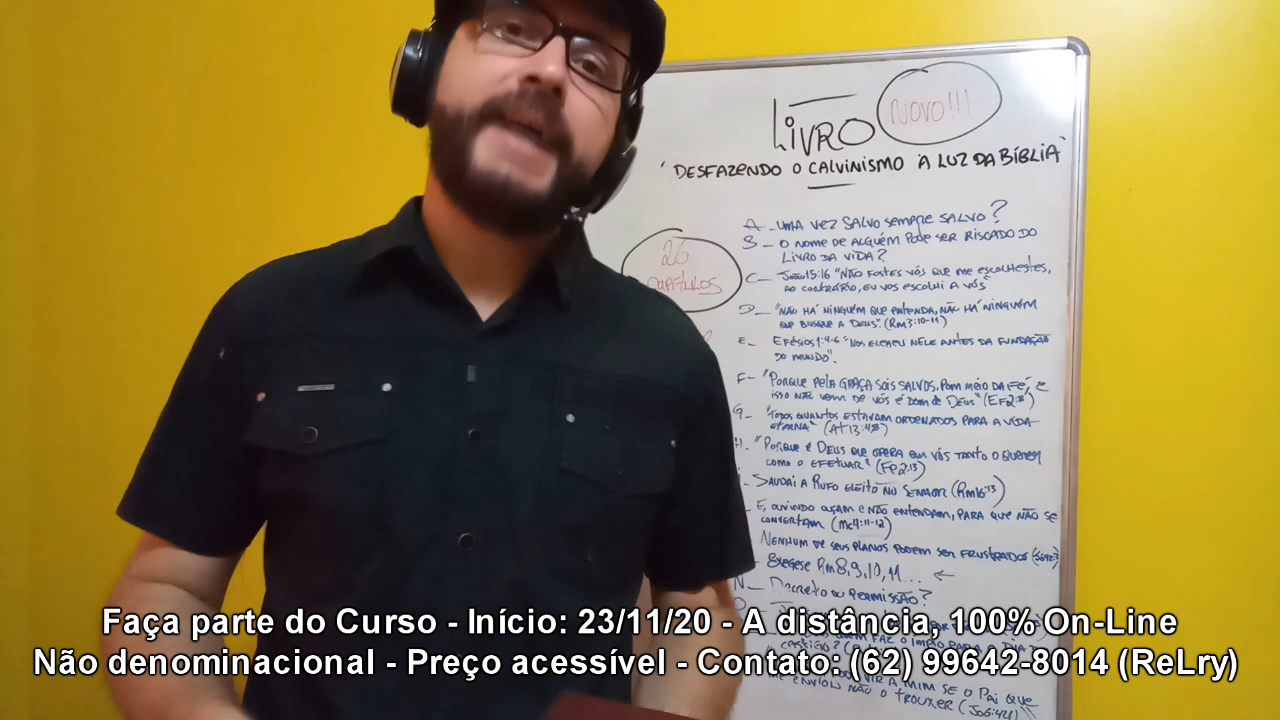 LIVRO
NOVO!!!
"DESFAZENDO O CALVINISMO À LUZ DA BÍBLIA"
26
CAPÍTULOS
A - UMA VEZ SALVO SEMPRE SALVO?
B - O NOME DE ALGUÉM PODE SER RISCADO DO
LIVRO DA VIDA?
C - João 15:16 "NÃO FOSTES VÓS QUE ME ESCOLHESTES,
AO CONTRÁRIO, EU VOS ESCOLHI A VÓS"
D - "NÃO HÁ NINGUÉM QUE ENTENDA, NÃO HÁ NINGUÉM
QUE BUSQUE A DEUS". (Rm 3:10-11)
E - EFÉSIOS 1:4-6 "NOS ELEGEU NELE ANTES DA FUNDAÇÃO
DO MUNDO".
F - "PORQUE PELA GRAÇA SOIS SALVOS, POR MEIO DA FÉ, E
ISSO NÃO VEM DE VÓS É DOM DE DEUS" (EF 2:8)
G - "TODOS QUANTOS ESTAVAM ORDENADOS PARA A VIDA
ETERNA" (AT 13:48)
H - "PORQUE É DEUS QUE OPERA EM VÓS TANTO O QUERER
COMO O EFETUAR" (FP 2:13)
SAUDAI A RUFO ELEITO NO SENHOR (Rm 16:13)
E, OUVINDO OUÇAM E NÃO ENTENDAM, PARA QUE NÃO SE
CONVERTAM (Mc 4:11-12)
NENHUM DE SEUS PLANOS PODEM SER FRUSTRADOS
EXEGESE Rm 8, 9, 10, 11... ←
N - DECRETO OU PERMISSÃO?
Faça parte do Curso - Início: 23/11/20 - A distância, 100% On-Line
Não denominacional - Preço acessível - Contato: (62) 99642-8014 (ReLry)
VIR A MIM SE O PAI QUE
ME ENVIOU NÃO O TROUXER (Jo 6:44)